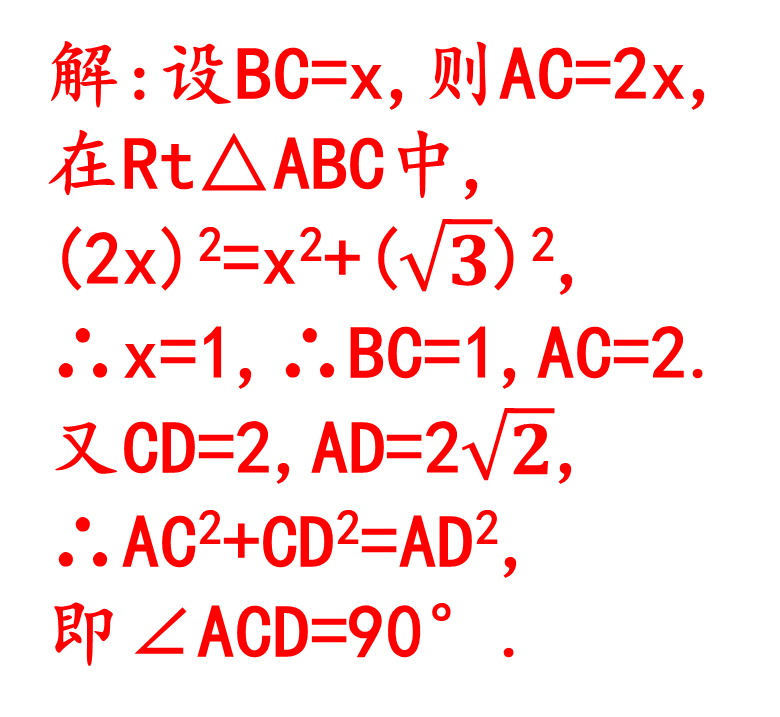 解:设BC=x,则AC=2x,
在Rt△ABC中,
(2x)²=x²+(√3)²,
∴x=1,∴BC=1,AC=2.
又CD=2,AD=2√2,
∴AC²+CD²=AD²,
即∠ACD=90°.